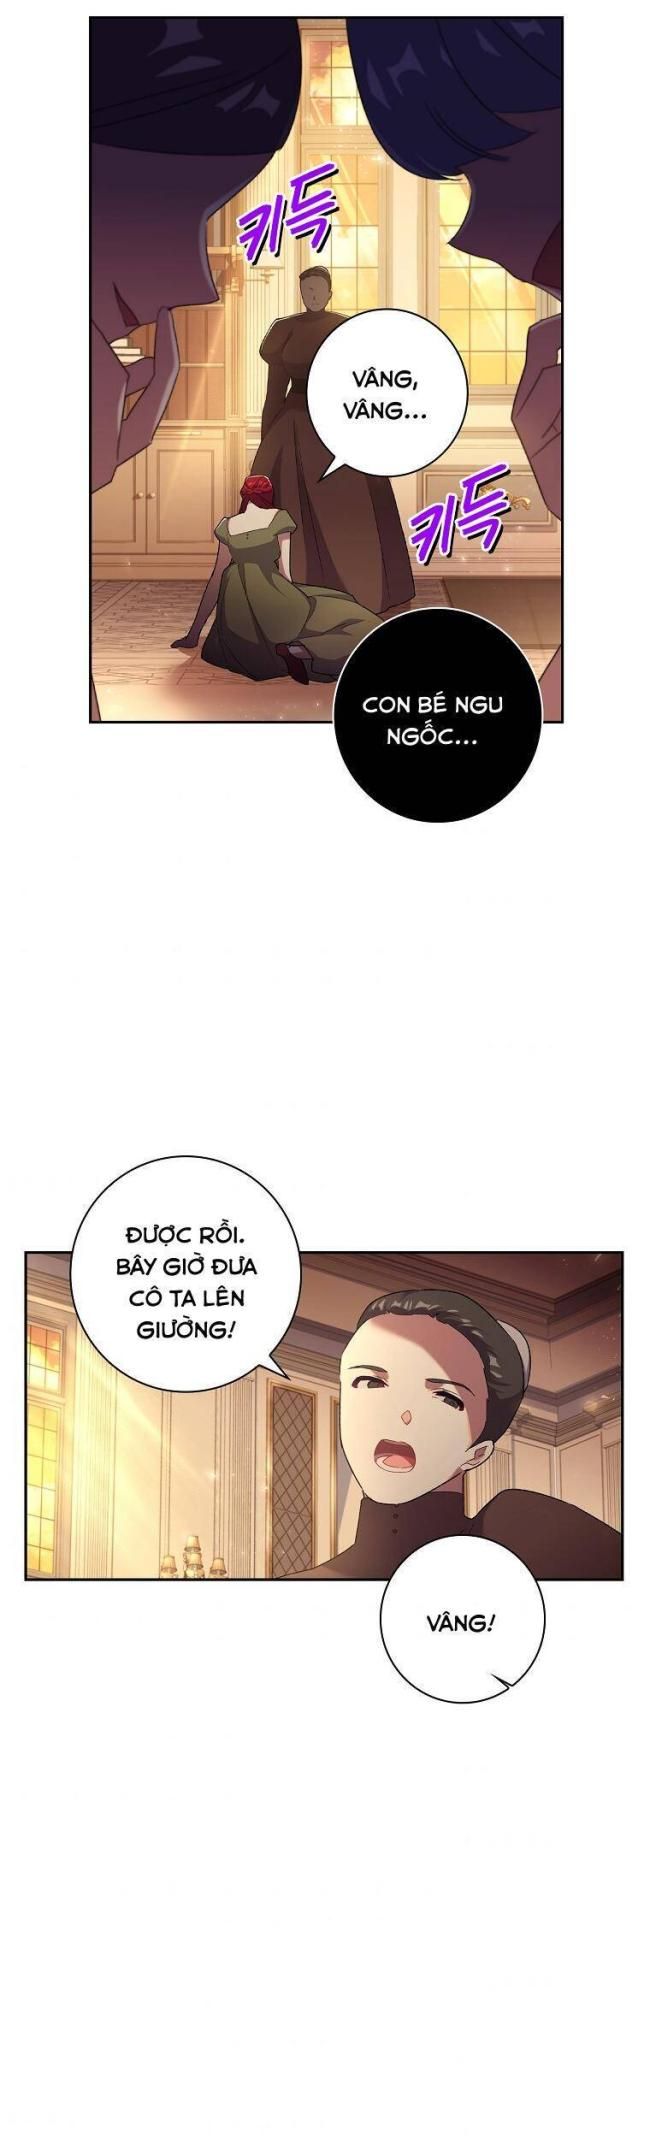 키득
VÂNG,
VÂNG...
키득
CON BÉ NGU
NGỐC...
ĐƯỢC RỒI.
BÂY GIỜ ĐƯA
CÔ TA LÊN
GIƯỜNG!
VÂNG!